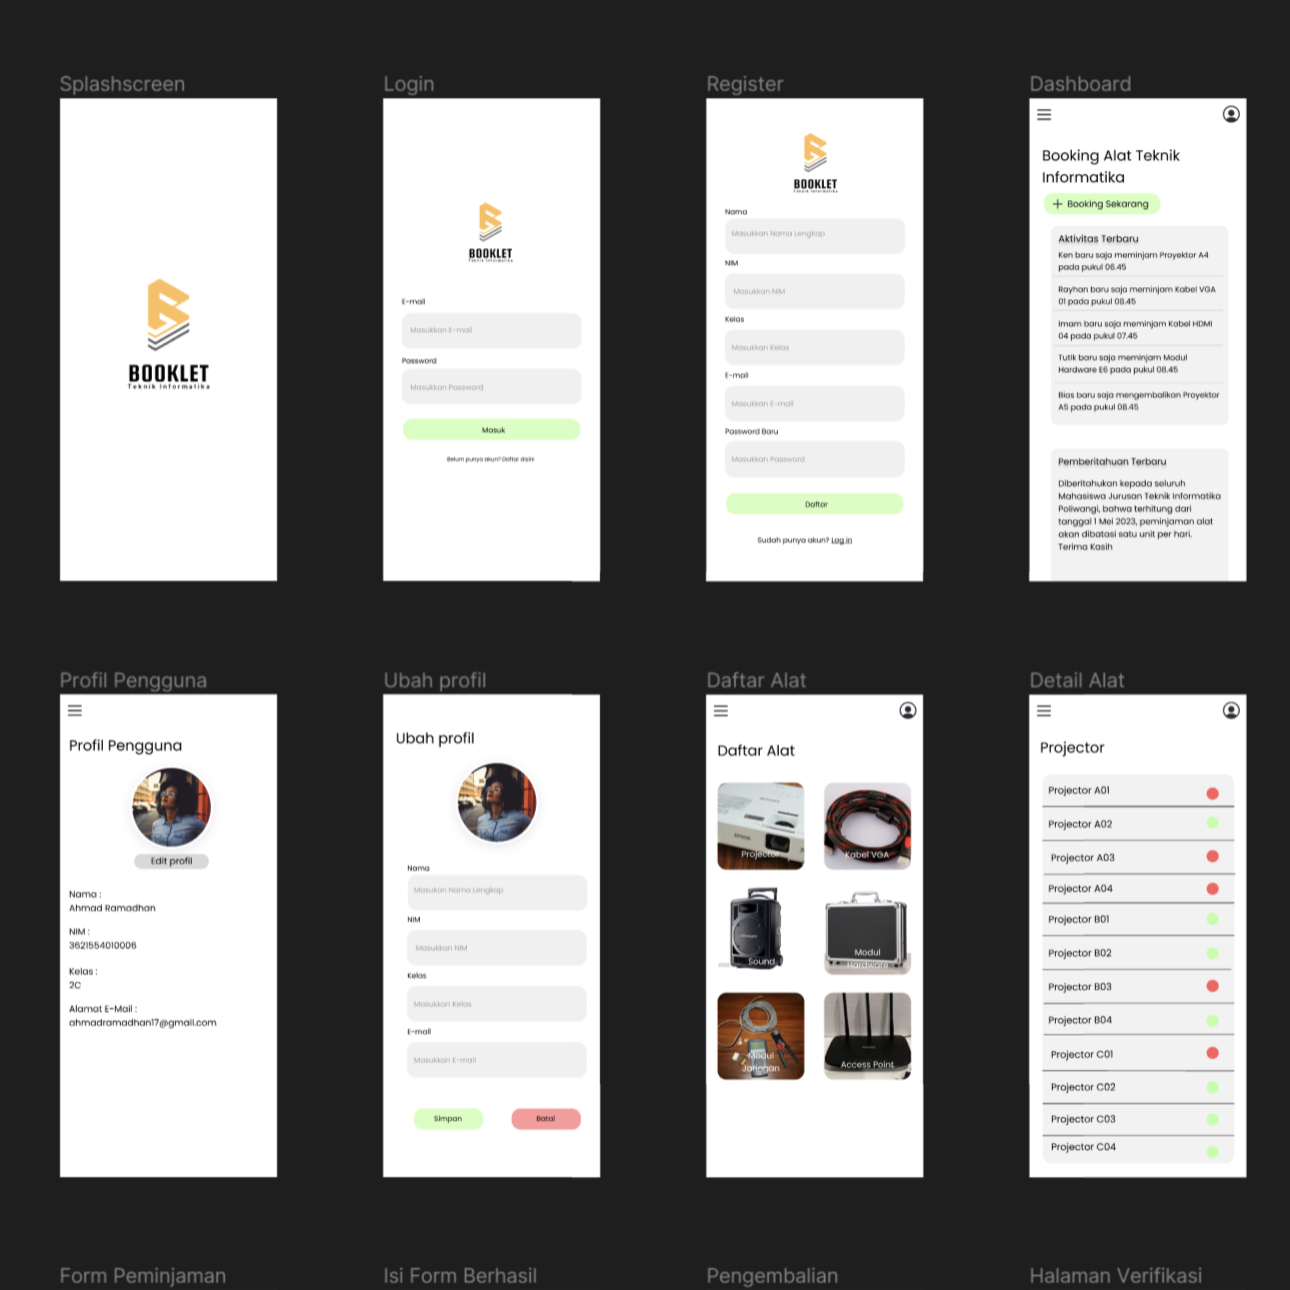 Splashscreen
BOOKLET
Teknik Informatika
Login
BOOKLET
Teknik Informatika
E-mail
Masukkan E-mail
Password
Masukkan Password
Masuk
Belum punya akun? Daftar disini
Register
BOOKLET
Teknik Informatika
Nama
Masukkan Nama Lengkap
NIM
Masukkan NIM
Kelas
Masukkan Kelas
E-mail
Masukkan E-mail
Password Baru
Masukkan Password
Daftar
Sudah punya akun? Log in
Dashboard
Booking Alat Teknik
Informatika
+ Booking Sekarang
Aktivitas Terbaru
Ken baru saja meminjam Proyektor A4
pada pukul 06.45
Rayhan baru saja meminjam Kabel VGA
01 pada pukul 08.45
Imam baru saja meminjam Kabel HDMI
04 pada pukul 07.45
Tutik baru saja meminjam Modul
Hardware E6 pada pukul 08.45
Bias baru saja mengembalikan Proyektor
A5 pada pukul 08.45
Pemberitahuan Terbaru
Diberitahukan kepada seluruh
Mahasiswa Jurusan Teknik Informatika
Poliwangi, bahwa terhitung dari
tanggal 1 Mei 2023, peminjaman alat
akan dibatasi satu unit per hari.
Terima Kasih
Profil Pengguna
Profil Pengguna
Edit profil
Nama :
Ahmad Ramadhan
NIM :
3621554010006
Kelas :
2C
Alamat E-Mail :
ahmadramadhan17@gmail.com
Ubah profil
Ubah profil
Nama
Masukan Nama Lengkap
NIM
Masukkan NIM
Kelas
Masukkan Kelas
E-mail
Masukkan E-mail
Simpan
Batal
Daftar Alat
Daftar Alat
EPSON
Projector
Kabel VGA
Sound
Modul
Hardware
Modul
Jaringan
Access Point
Detail Alat
Projector
Projector A01
Projector A02
Projector A03
Projector A04
Projector B01
Projector B02
Projector B03
Projector B04
Projector C01
Projector C02
Projector C03
Projector C04
Form Peminjaman
Isi Form Berhasil
Pengembalian
Halaman Verifikasi